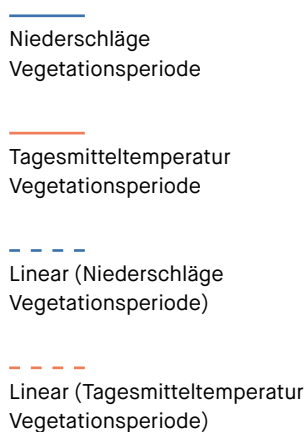 Niederschläge
Vegetationsperiode
Tagesmitteltemperatur
Vegetationsperiode
Linear (Niederschläge
Vegetationsperiode)
Linear (Tagesmitteltemperatur
Vegetationsperiode)